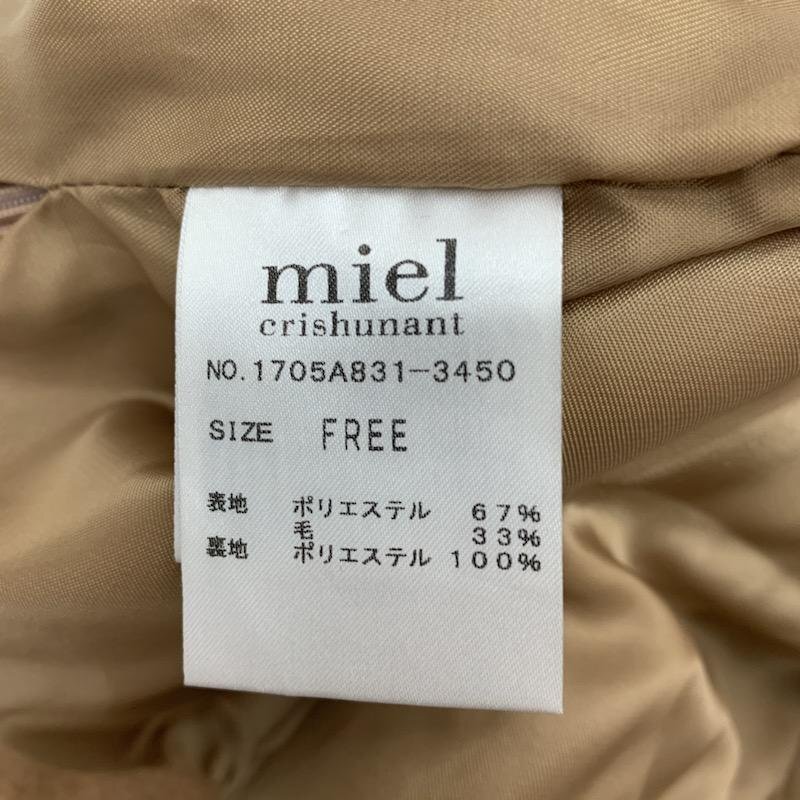 miel
crishunant
NO.1705A831-3450
SIZE FREE
表地 ポリエステル 67%
毛 33%
裏地 ポリエステル 100%